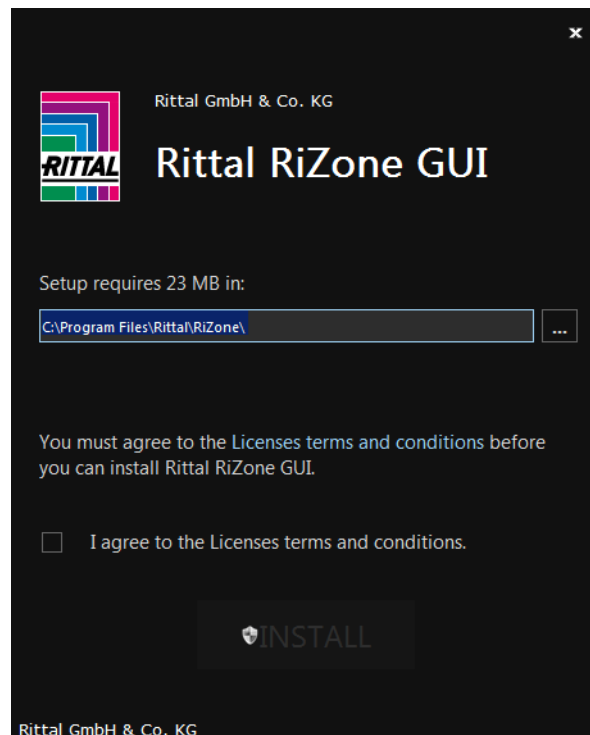 x
Rittal GmbH & Co. KG
RITTAL
Rittal RiZone GUI
Setup requires 23 MB in:
C:\Program Files\Rittal\RiZone\
...
You must agree to the Licenses terms and conditions before
you can install Rittal RiZone GUI.
I agree to the Licenses terms and conditions.
INSTALL
Rittal GmbH & Co. KG